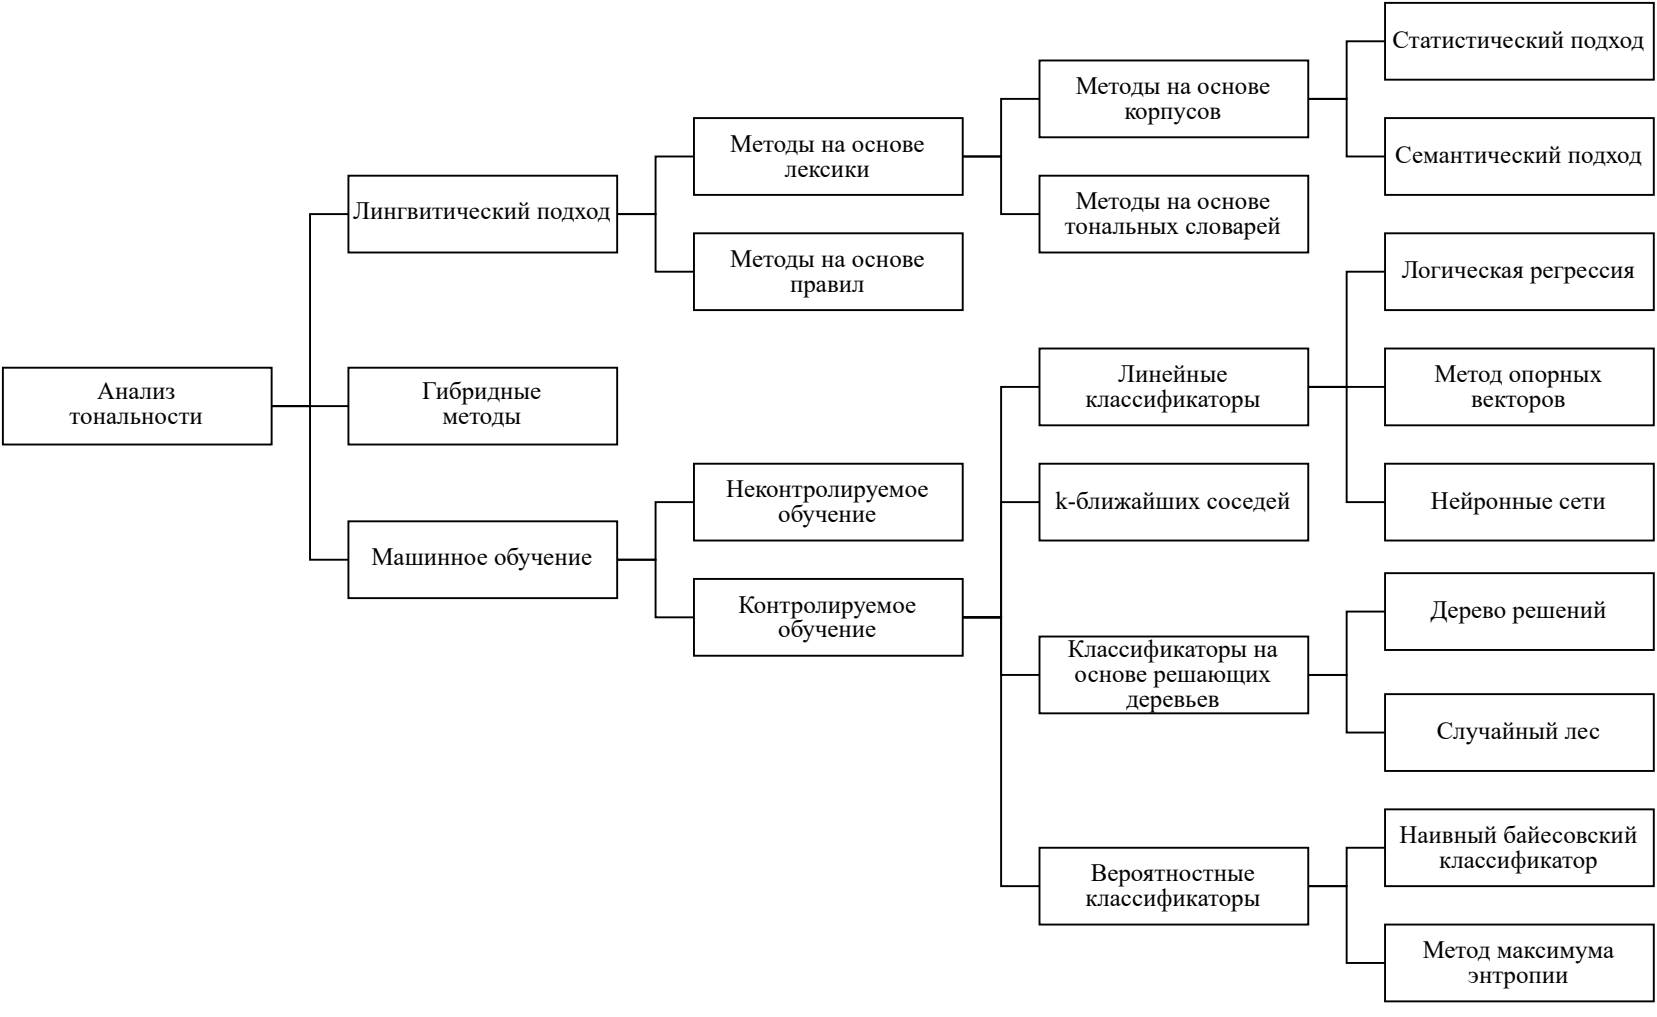 Анализ
тональности
Лингвитический подход
Гибридные
методы
Машинное обучение
Методы на основе
лексики
Методы на основе
правил
Неконтролируемое
обучение
Контролируемое
обучение
Методы на основе
корпусов
Методы на основе
тональных словарей
Линейные
классификаторы
k-ближайших соседей
Классификаторы на
основе решающих
деревьев
Вероятностные
классификаторы
Статистический подход
Семантический подход
Логическая регрессия
Метод опорных
векторов
Нейронные сети
Дерево решений
Случайный лес
Наивный байесовский
классификатор
Метод максимума
энтропии